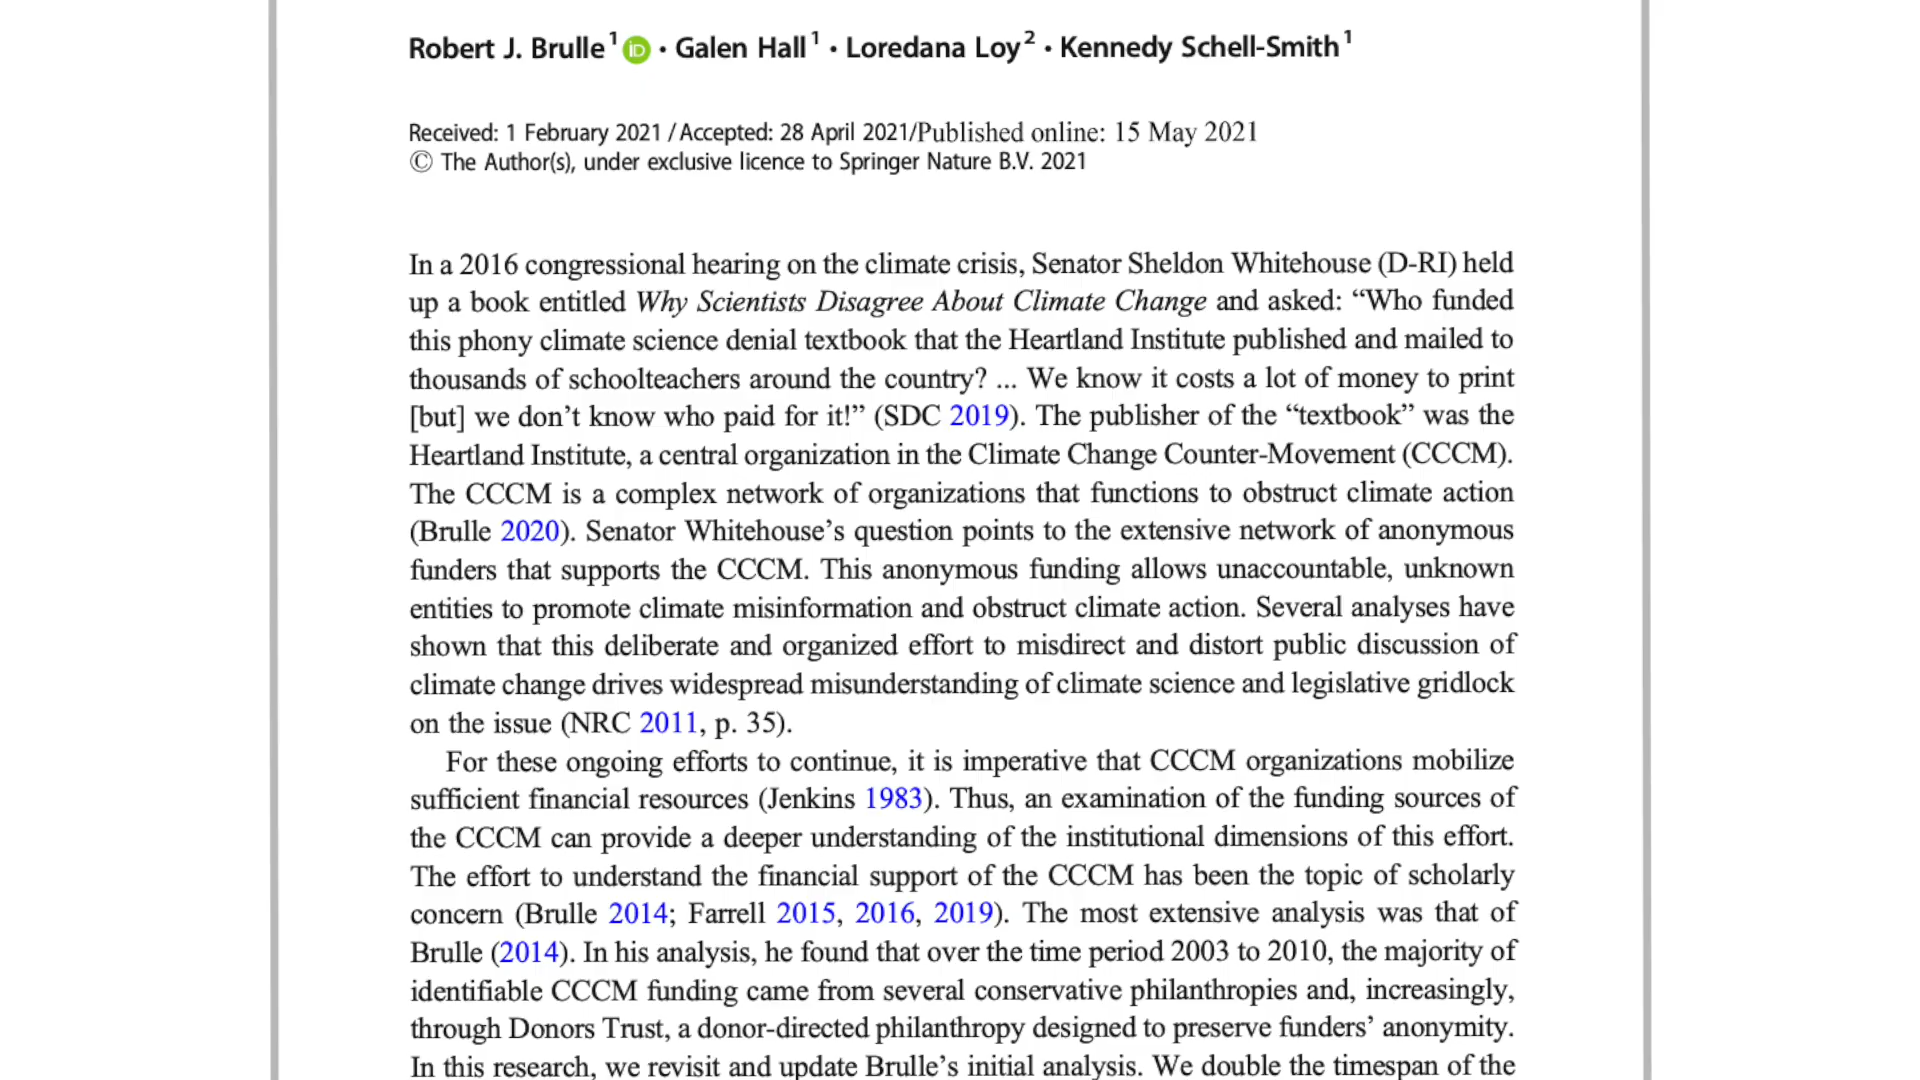 Robert J. Brulle¹ iD · Galen Hall¹ · Loredana Loy² · Kennedy Schell-Smith¹
Received: 1 February 2021 / Accepted: 28 April 2021/Published online: 15 May 2021
© The Author(s), under exclusive licence to Springer Nature B.V. 2021
In a 2016 congressional hearing on the climate crisis, Senator Sheldon Whitehouse (D-RI) held
up a book entitled Why Scientists Disagree About Climate Change and asked: “Who funded
this phony climate science denial textbook that the Heartland Institute published and mailed to
thousands of schoolteachers around the country? ... We know it costs a lot of money to print
[but] we don’t know who paid for it!” (SDC 2019). The publisher of the “textbook” was the
Heartland Institute, a central organization in the Climate Change Counter-Movement (CCCM).
The CCCM is a complex network of organizations that functions to obstruct climate action
(Brulle 2020). Senator Whitehouse’s question points to the extensive network of anonymous
funders that supports the CCCM. This anonymous funding allows unaccountable, unknown
entities to promote climate misinformation and obstruct climate action. Several analyses have
shown that this deliberate and organized effort to misdirect and distort public discussion of
climate change drives widespread misunderstanding of climate science and legislative gridlock
on the issue (NRC 2011, p. 35).
For these ongoing efforts to continue, it is imperative that CCCM organizations mobilize
sufficient financial resources (Jenkins 1983). Thus, an examination of the funding sources of
the CCCM can provide a deeper understanding of the institutional dimensions of this effort.
The effort to understand the financial support of the CCCM has been the topic of scholarly
concern (Brulle 2014; Farrell 2015, 2016, 2019). The most extensive analysis was that of
Brulle (2014). In his analysis, he found that over the time period 2003 to 2010, the majority of
identifiable CCCM funding came from several conservative philanthropies and, increasingly,
through Donors Trust, a donor-directed philanthropy designed to preserve funders’ anonymity.
In this research, we revisit and update Brulle’s initial analysis. We double the timespan of the